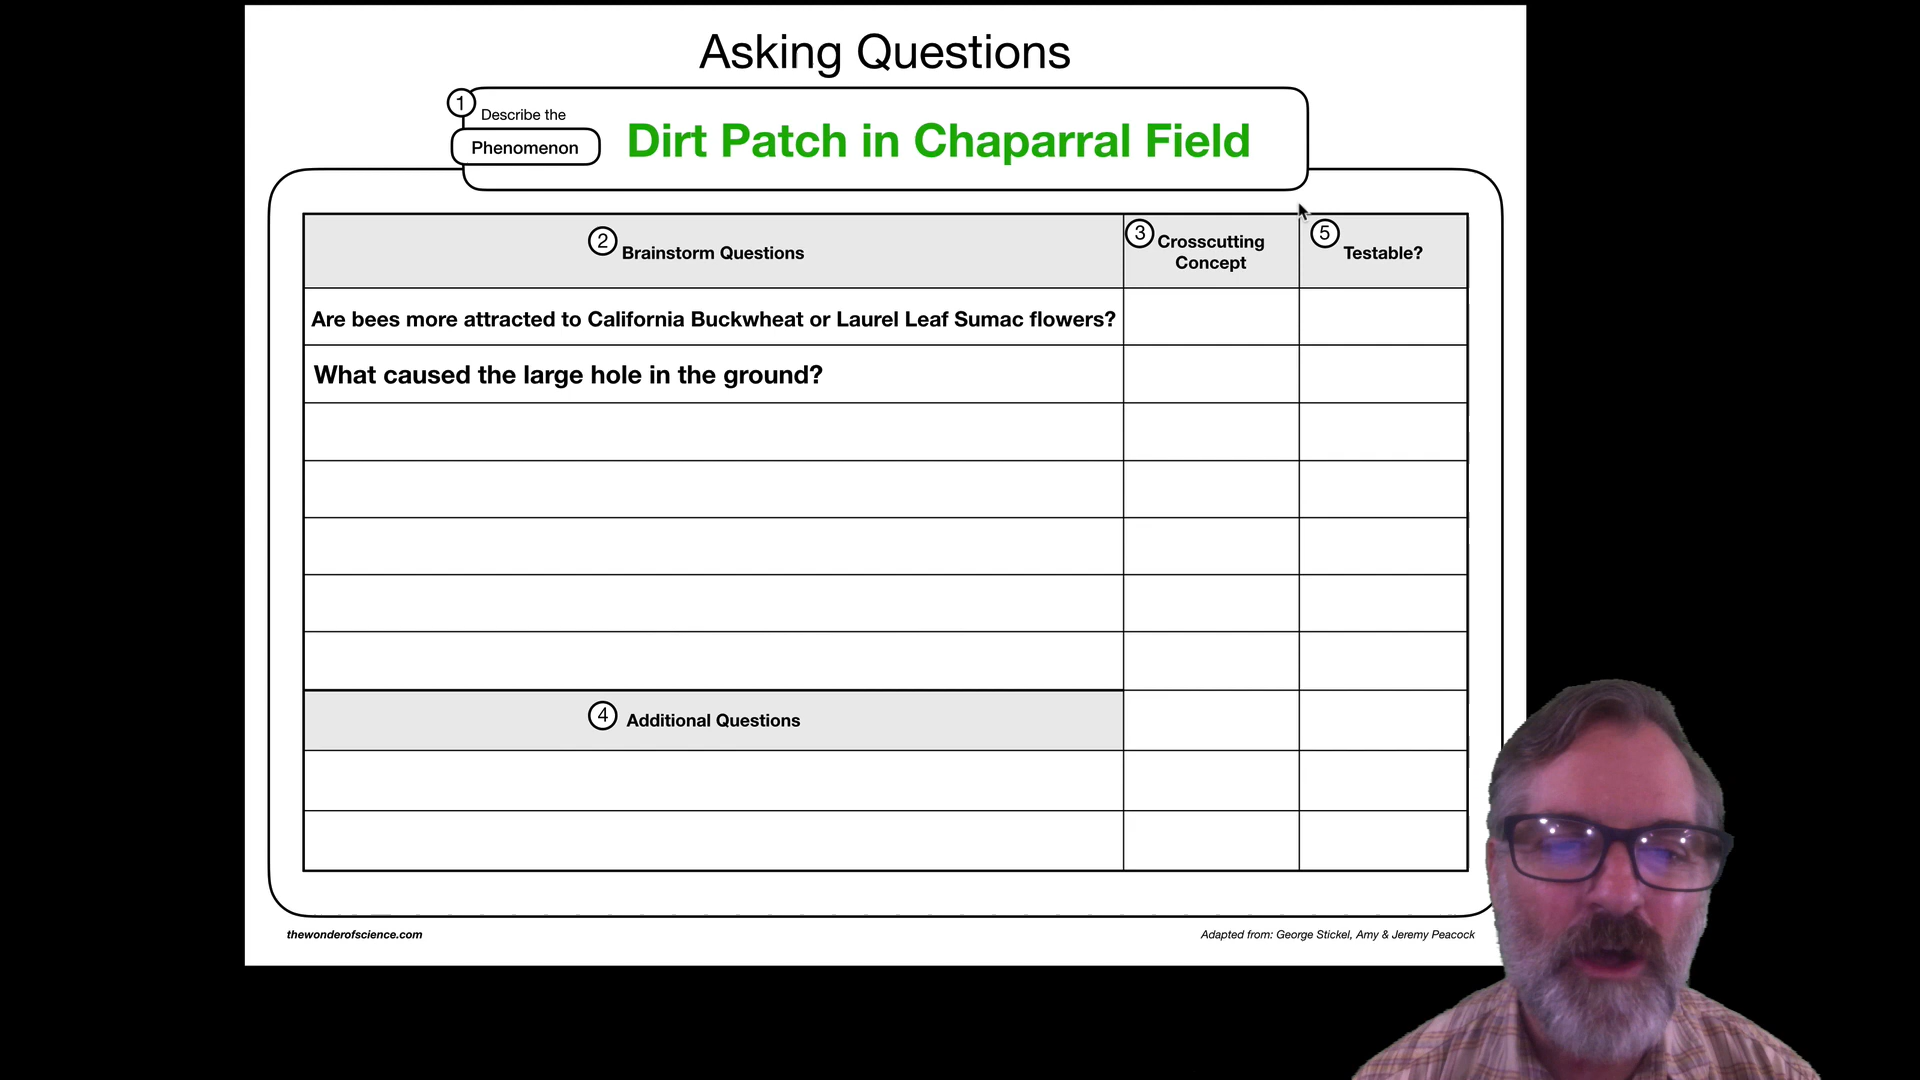 Asking Questions
1
Describe the
Phenomenon
Dirt Patch in Chaparral Field
2 Brainstorm Questions
3 Crosscutting
Concept
5 Testable?
Are bees more attracted to California Buckwheat or Laurel Leaf Sumac flowers?
What caused the large hole in the ground?
4 Additional Questions
thewonderofscience.com
Adapted from: George Stickel, Amy & Jeremy Peacock